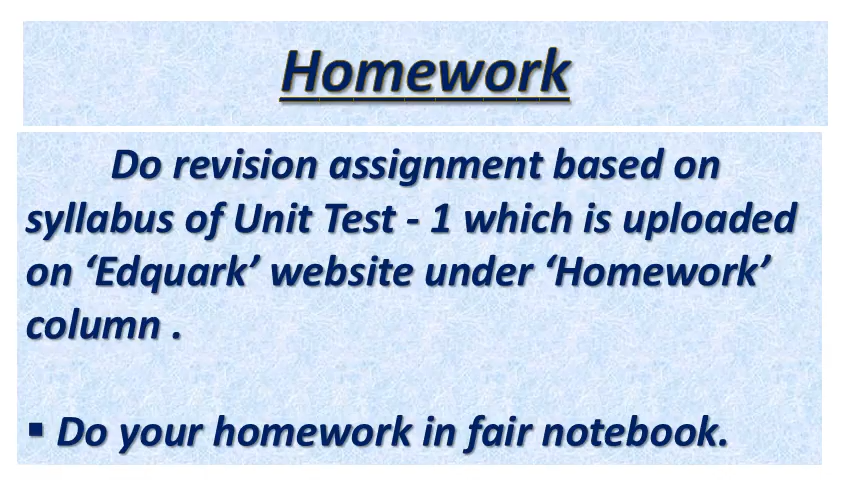 Homework
Do revision assignment based on
syllabus of Unit Test - 1 which is uploaded
on ‘Edquark’ website under ‘Homework’
column .
▪ Do your homework in fair notebook.